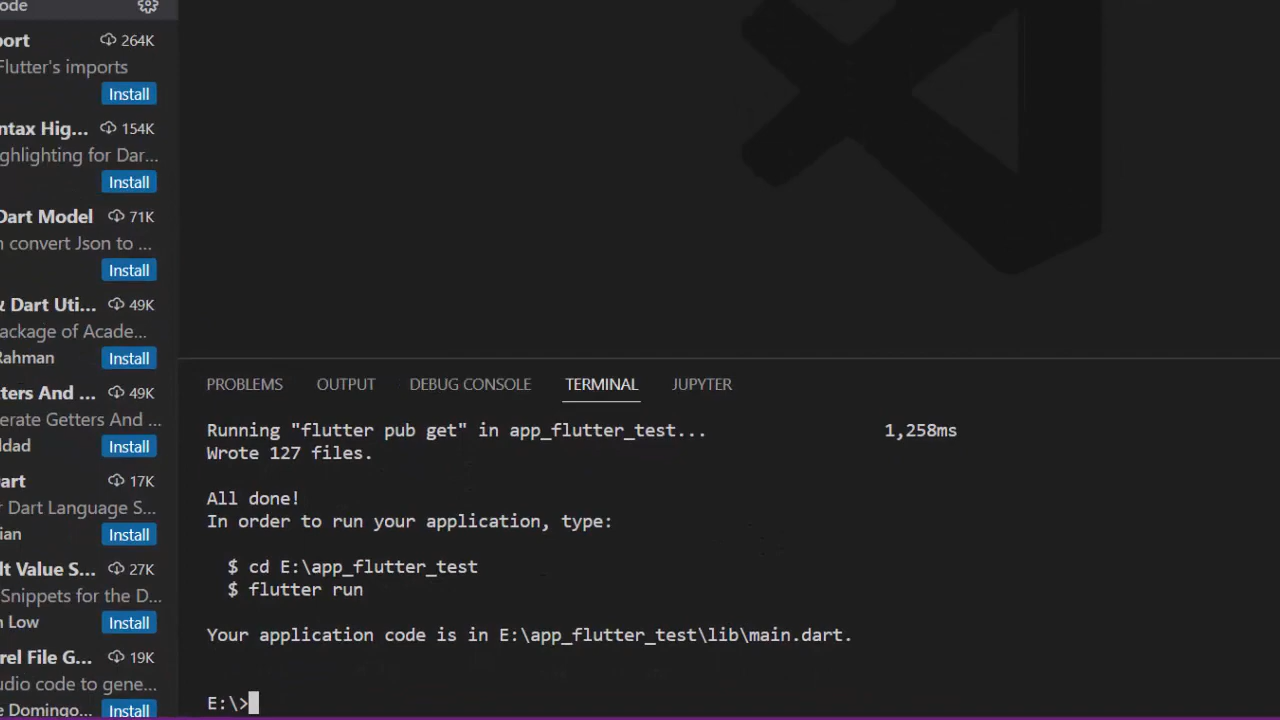 ode
port 264K
Flutter's imports
Install
ntax Hig... 154K
ghlighting for Dar...
Install
Dart Model 71K
n convert Json to ...
Install
& Dart Uti... 49K
ackage of Acade...
Rahman Install
tters And ... 49K
erate Getters And ...
ldad Install
art 17K
r Dart Language S...
ian Install
lt Value S... 27K
Snippets for the D...
n Low Install
rel File G... 19K
udio code to gene...
e Domingo... Install
PROBLEMS OUTPUT DEBUG CONSOLE TERMINAL JUPYTER
Running "flutter pub get" in app_flutter_test... 1,258ms
Wrote 127 files.
All done!
In order to run your application, type:
$ cd E:\app_flutter_test
$ flutter run
Your application code is in E:\app_flutter_test\lib\main.dart.
E:\>